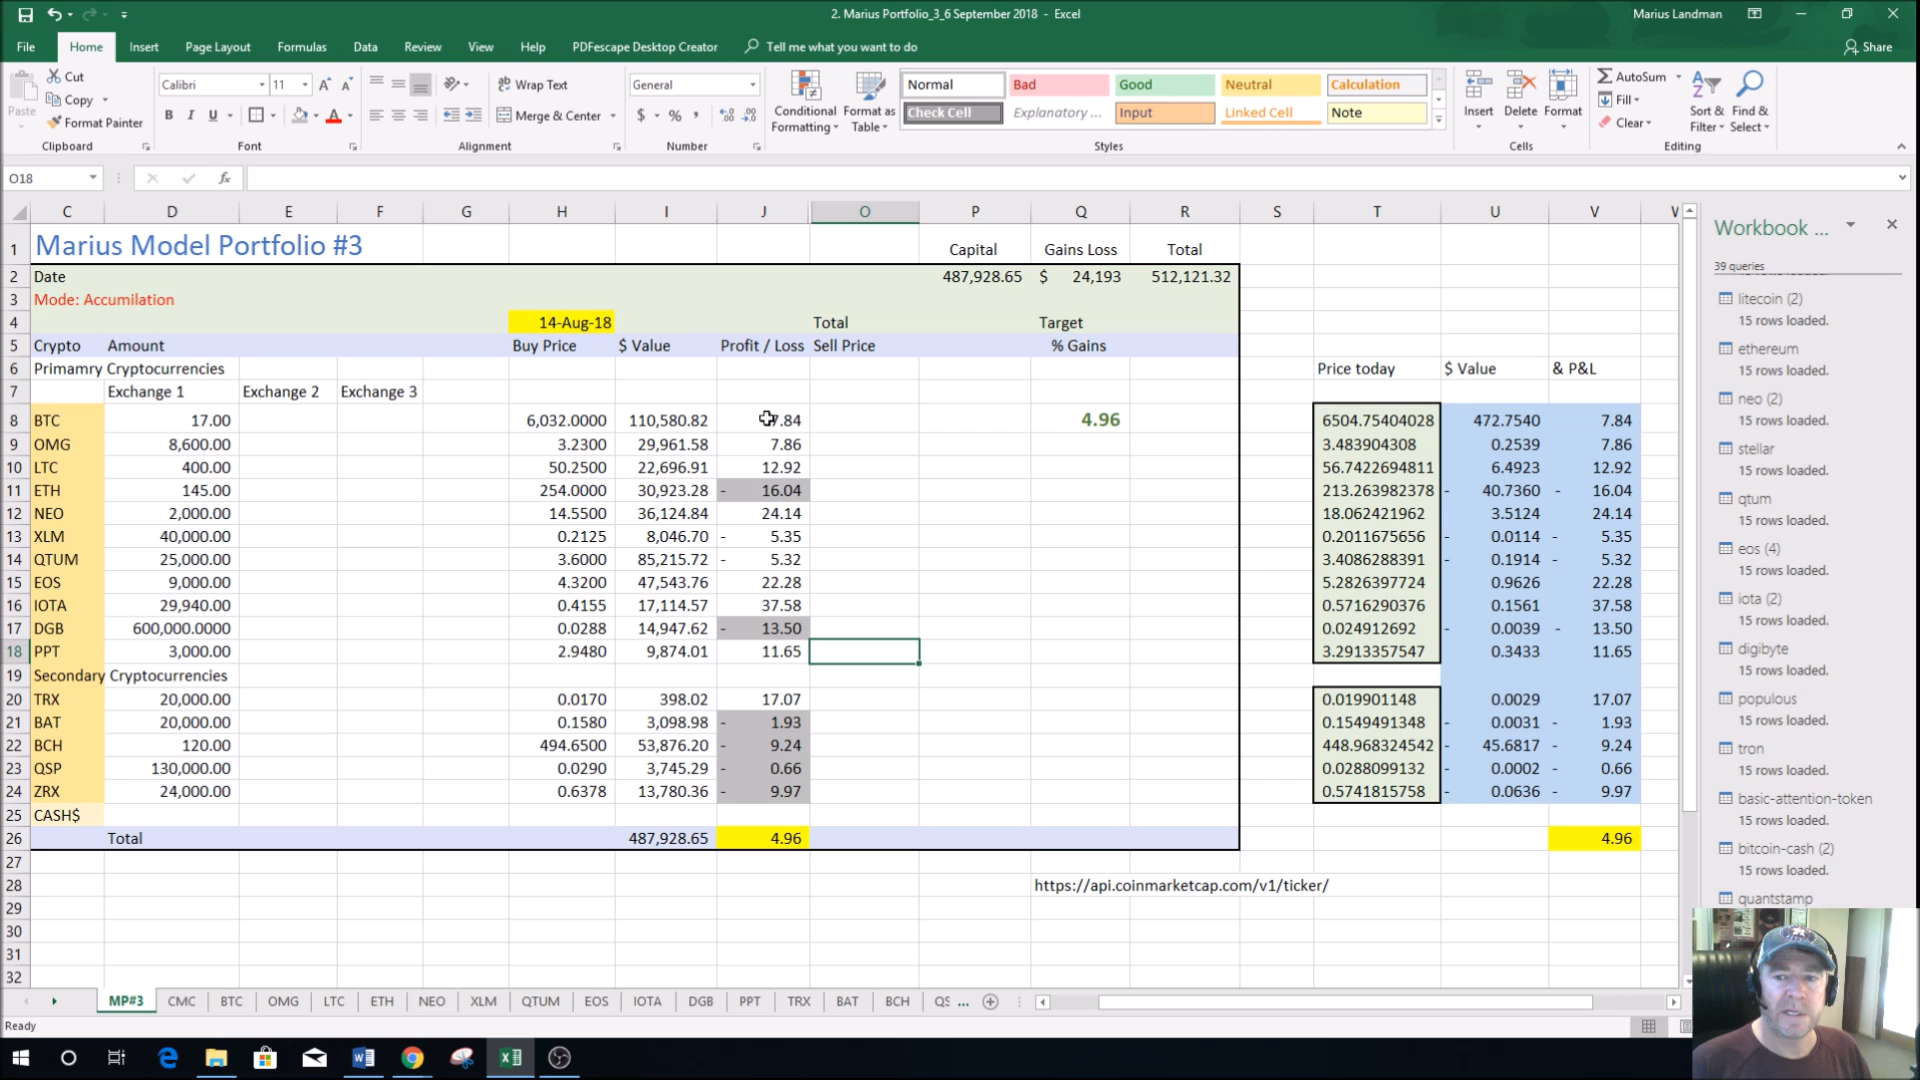 2. Marius Portfolio_3_6 September 2018 - Excel
Marius Landman
File Home Insert Page Layout Formulas Data Review View Help PDFescape Desktop Creator Tell me what you want to do Share
Paste Cut Copy Format Painter
Calibri 11
B I U
Wrap Text
Merge & Center
General
$ % ,
Conditional Formatting
Format as Table
Normal Bad Good Neutral Calculation
Check Cell Explanatory ... Input Linked Cell Note
Insert Delete Format
AutoSum
Fill
Clear
Sort & Filter
Find & Select
Clipboard Font Alignment Number Styles Cells Editing
O18 fx
C D E F G H I J O P Q R S T U V W
1 Marius Model Portfolio #3 Capital Gains Loss Total
2 Date 487,928.65 $ 24,193 512,121.32
3 Mode: Accumilation
4 14-Aug-18 Total Target
5 Crypto Amount Buy Price $ Value Profit / Loss Sell Price % Gains
6 Primamry Cryptocurrencies Price today $ Value & P&L
7 Exchange 1 Exchange 2 Exchange 3
8 BTC 17.00 6,032.0000 110,580.82 7.84 4.96 6504.75404028 472.7540 7.84
9 OMG 8,600.00 3.2300 29,961.58 7.86 3.483904308 0.2539 7.86
10 LTC 400.00 50.2500 22,696.91 12.92 56.7422694811 6.4923 12.92
11 ETH 145.00 254.0000 30,923.28 - 16.04 213.263982378 - 40.7360 - 16.04
12 NEO 2,000.00 14.5500 36,124.84 24.14 18.062421962 3.5124 24.14
13 XLM 40,000.00 0.2125 8,046.70 - 5.35 0.2011675656 - 0.0114 - 5.35
14 QTUM 25,000.00 3.6000 85,215.72 - 5.32 3.4086288391 - 0.1914 - 5.32
15 EOS 9,000.00 4.3200 47,543.76 22.28 5.2826397724 0.9626 22.28
16 IOTA 29,940.00 0.4155 17,114.57 37.58 0.5716290376 0.1561 37.58
17 DGB 600,000.0000 0.0288 14,947.62 - 13.50 0.024912692 - 0.0039 - 13.50
18 PPT 3,000.00 2.9480 9,874.01 11.65 3.2913357547 0.3433 11.65
19 Secondary Cryptocurrencies
20 TRX 20,000.00 0.0170 398.02 17.07 0.019901148 0.0029 17.07
21 BAT 20,000.00 0.1580 3,098.98 - 1.93 0.1549491348 - 0.0031 - 1.93
22 BCH 120.00 494.6500 53,876.20 - 9.24 448.968324542 - 45.6817 - 9.24
23 QSP 130,000.00 0.0290 3,745.29 - 0.66 0.0288099132 - 0.0002 - 0.66
24 ZRX 24,000.00 0.6378 13,780.36 - 9.97 0.5741815758 - 0.0636 - 9.97
25 CASH$
26 Total 487,928.65 4.96 4.96
27
28 https://api.coinmarketcap.com/v1/ticker/
29
30
31
32
Workbook ...
39 queries
litecoin (2)
15 rows loaded.
ethereum
15 rows loaded.
neo (2)
15 rows loaded.
stellar
15 rows loaded.
qtum
15 rows loaded.
eos (4)
15 rows loaded.
iota (2)
15 rows loaded.
digibyte
15 rows loaded.
populous
15 rows loaded.
tron
15 rows loaded.
basic-attention-token
15 rows loaded.
bitcoin-cash (2)
15 rows loaded.
quantstamp
MP#3 CMC BTC OMG LTC ETH NEO XLM QTUM EOS IOTA DGB PPT TRX BAT BCH QS ...
Ready